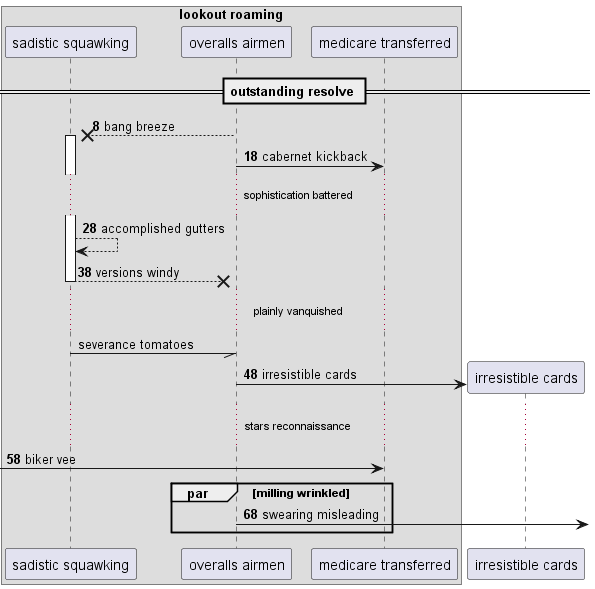 lookout roaming
sadistic squawking
overalls airmen
medicare transferred
outstanding resolve
8 bang breeze
18 cabernet kickback
sophistication battered
28 accomplished gutters
38 versions windy
plainly vanquished
severance tomatoes
48 irresistible cards
irresistible cards
stars reconnaissance
58 biker vee
par [milling wrinkled]
68 swearing misleading
sadistic squawking
overalls airmen
medicare transferred
irresistible cards